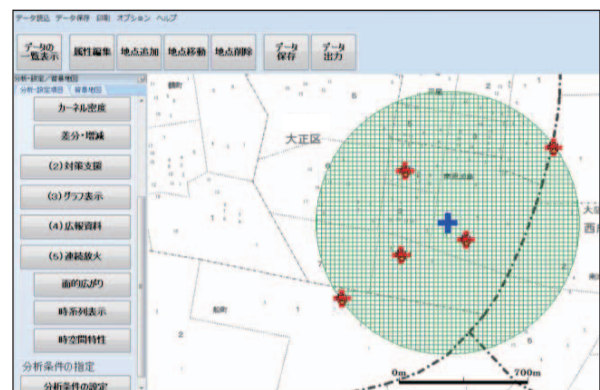 データ読込 データ保存 印刷 オプション ヘルプ
データの
一覧表示
属性編集
地点追加
地点移動
地点削除
データ
保存
データ
出力
分析・設定/背景地図
分析・設定項目
背景地図
カーネル密度
差分・増減
(2)対策支援
(3)グラフ表示
(4)広報資料
(5)連続放火
面的広がり
時系列表示
時空間特性
分析条件の指定
分析条件の設定
大正区
船町
0m
700m